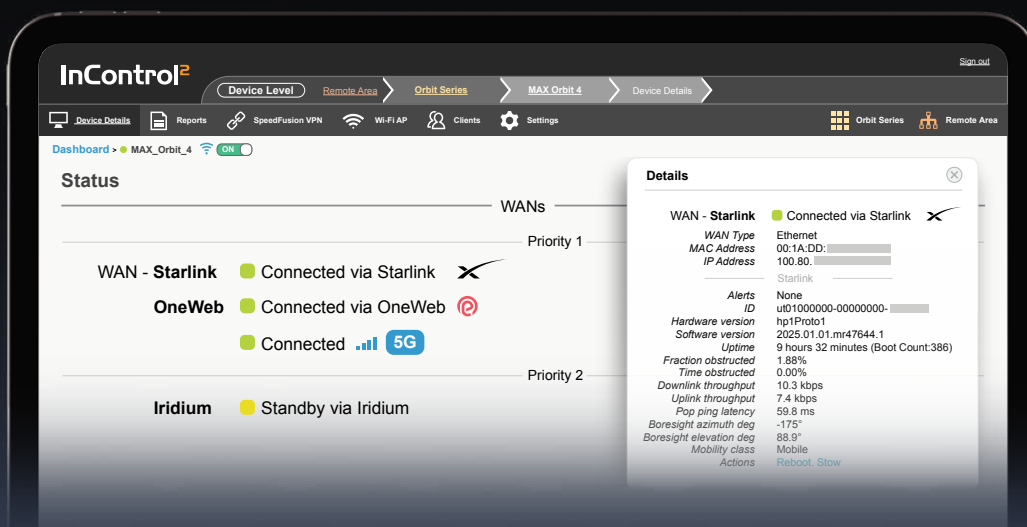 InControl2
Sign out
Device Level Remote Area Orbit Series MAX Orbit 4 Device Details
Device Details Reports SpeedFusion VPN Wi-Fi AP Clients Settings Orbit Series Remote Area
Dashboard > MAX_Orbit_4 ON
Status
WANs
Priority 1
WAN - Starlink Connected via Starlink
OneWeb Connected via OneWeb
Connected 5G
Priority 2
Iridium Standby via Iridium
Details
WAN - Starlink Connected via Starlink
WAN Type Ethernet
MAC Address 00:1A:DD:
IP Address 100.80.
Starlink
Alerts None
ID ut01000000-00000000-
Hardware version hp1Proto1
Software version 2025.01.01.mr47644.1
Uptime 9 hours 32 minutes (Boot Count:386)
Fraction obstructed 1.88%
Time obstructed 0.00%
Downlink throughput 10.3 kbps
Uplink throughput 7.4 kbps
Pop ping latency 59.8 ms
Boresight azimuth deg -175°
Boresight elevation deg 88.9°
Mobility class Mobile
Actions Reboot. Stow